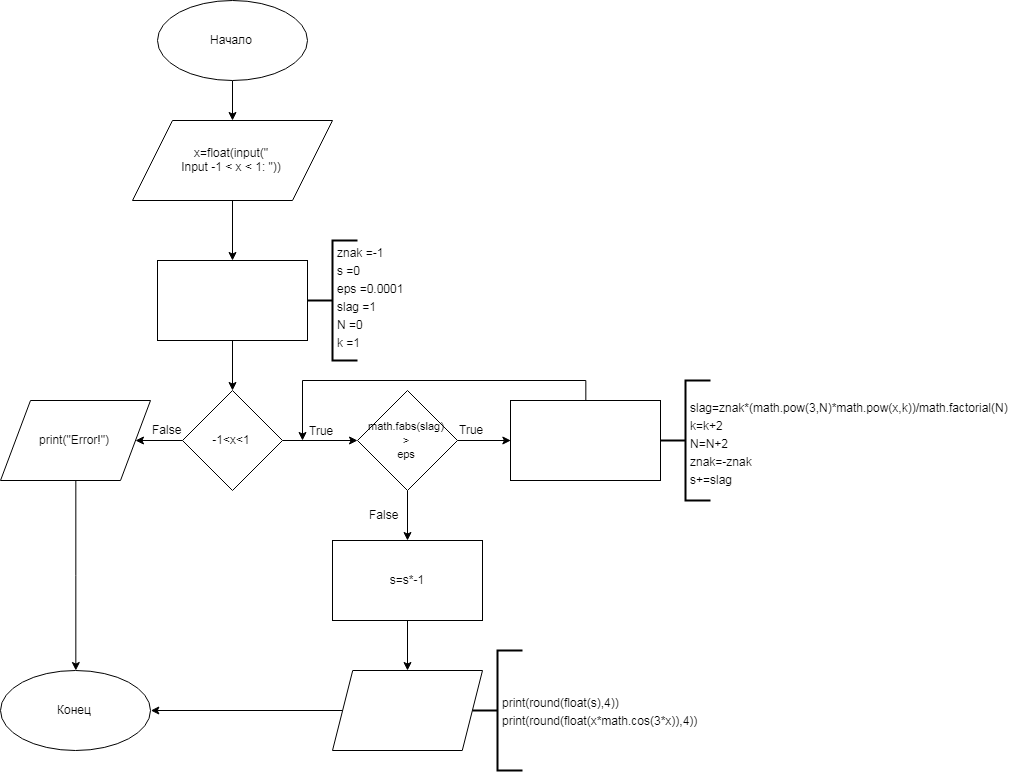 Начало
x=float(input("
Input -1 < x < 1: "))
znak =-1
s =0
eps =0.0001
slag =1
N =0
k =1
print("Error!")
False
-1<x<1
True
math.fabs(slag)
>
eps
True
slag=znak*(math.pow(3,N)*math.pow(x,k))/math.factorial(N)
k=k+2
N=N+2
znak=-znak
s+=slag
False
s=s*-1
Конец
print(round(float(s),4))
print(round(float(x*math.cos(3*x)),4))